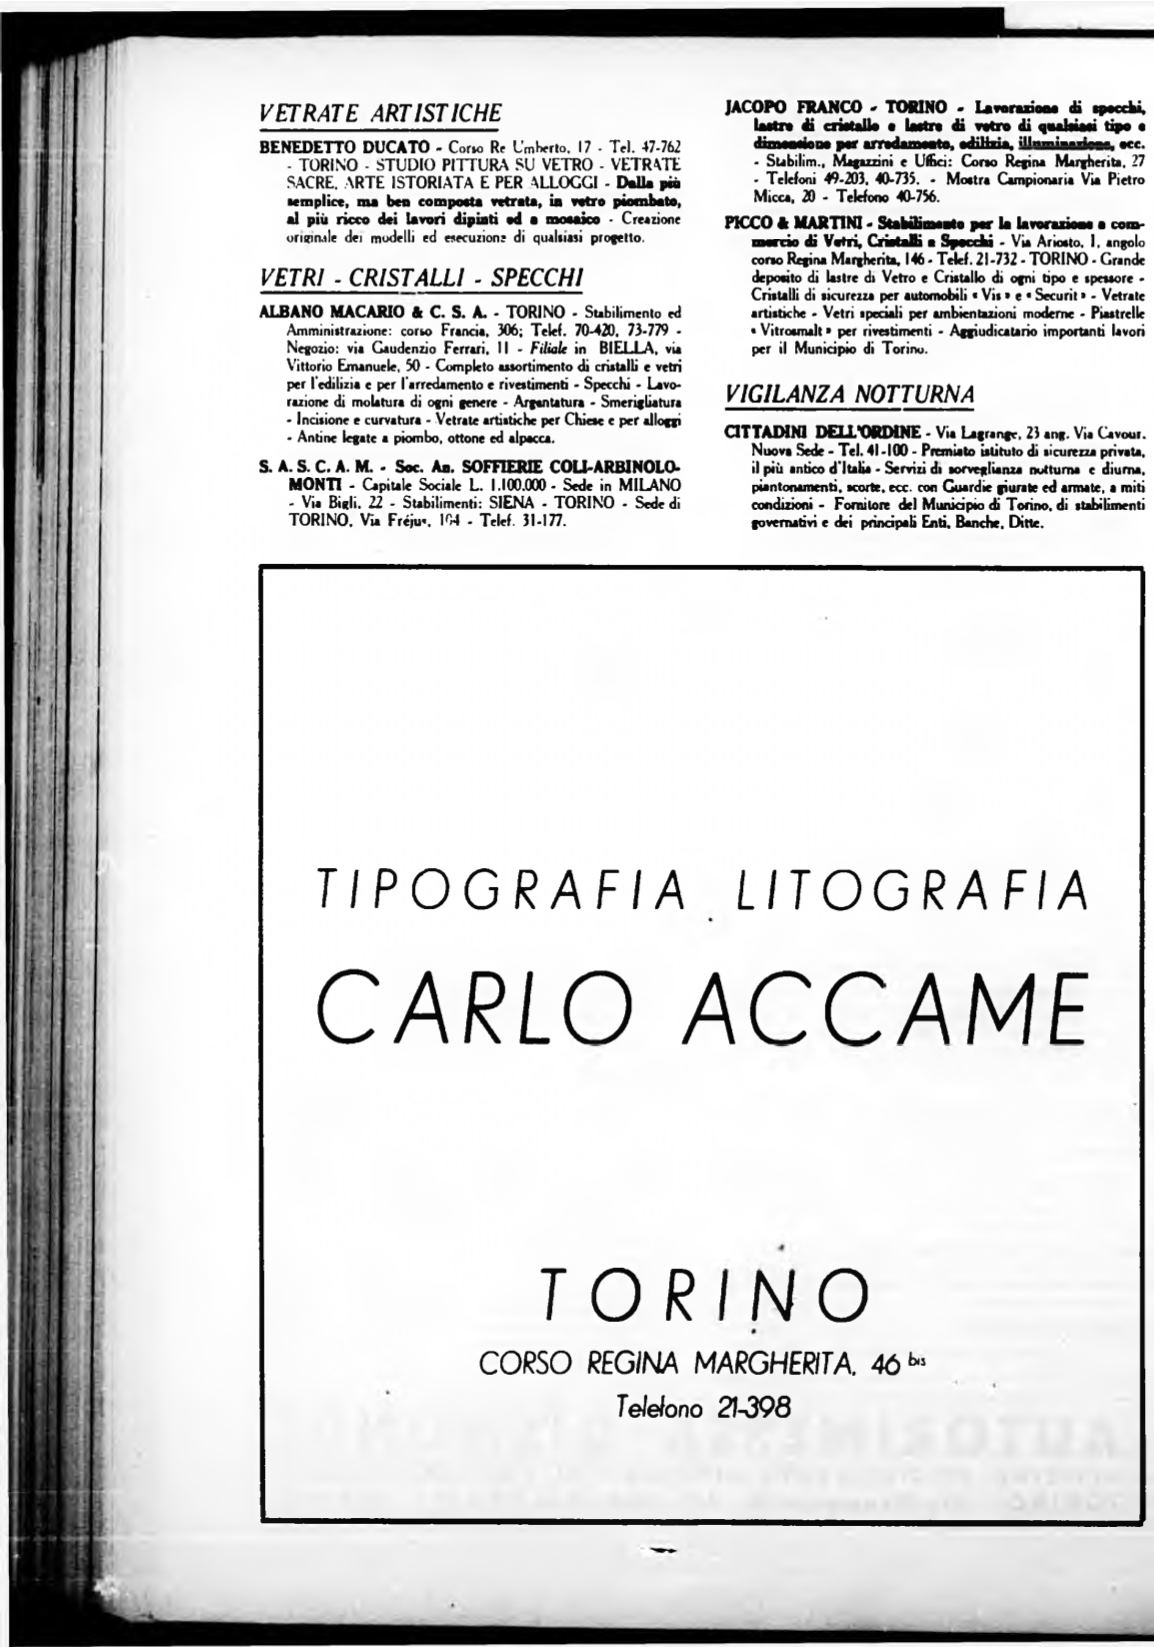 VETRATE ARTISTICHE
BENEDETTO DUCATO - Corso Re Umberto, 17 - Tel. 47-762
- TORINO - STUDIO PITTURA SU VETRO - VETRATE
SACRE, ARTE ISTORIATA E PER ALLOGGI - Dalla più
semplice, ma ben composta vetrata, in vetro piombato,
al più ricco dei lavori dipinti ed a mosaico - Creazione
originale dei modelli ed esecuzione di qualsiasi progetto.
VETRI - CRISTALLI - SPECCHI
ALBANO MACARIO & C. S. A. - TORINO - Stabilimento ed
Amministrazione: corso Francia, 306; Telef. 70-420, 73-779 -
Negozio: via Gaudenzio Ferrari, 11 - Filiale in BIELLA, via
Vittorio Emanuele, 50 - Completo assortimento di cristalli e vetri
per l'edilizia e per l'arredamento e rivestimenti - Specchi - Lavo-
razione di molatura di ogni genere - Argentatura - Smerigliatura
- Incisione e curvatura - Vetrate artistiche per Chiese e per alloggi
- Antine legate a piombo, ottone ed alpacca.
S. A. S. C. A. M. - Soc. An. SOFFIERIE COLI-ARBINOLO-
MONTI - Capitale Sociale L. 1.100.000 - Sede in MILANO
- Via Bigli, 22 - Stabilimenti: SIENA - TORINO - Sede di
TORINO, Via Fréjus, 104 - Telef. 31-177.
JACOPO FRANCO - TORINO - Lavorazione di specchi,
lastre di cristallo e lastre di vetro di qualsiasi tipo e
dimensione per arredamento, edilizia, illuminazione, ecc.
- Stabilim., Magazzini e Uffici: Corso Regina Margherita, 27
- Telefoni 49-203, 40-735. - Mostra Campionaria Via Pietro
Micca, 20 - Telefono 40-756.
PICCO & MARTINI - Stabilimento per la lavorazione e com-
mercio di Vetri, Cristalli e Specchi - Via Ariosto, 1, angolo
corso Regina Margherita, 146 - Telef. 21-732 - TORINO - Grande
deposito di lastre di Vetro e Cristallo di ogni tipo e spessore -
Cristalli di sicurezza per automobili « Vis » e « Securit » - Vetrate
artistiche - Vetri speciali per ambientazioni moderne - Piastrelle
« Vitrosmalt » per rivestimenti - Aggiudicatario importanti lavori
per il Municipio di Torino.
VIGILANZA NOTTURNA
CITTADINI DELL'ORDINE - Via Lagrange, 23 ang. Via Cavour.
Nuova Sede - Tel. 41-100 - Premiato istituto di sicurezza privata,
il più antico d'Italia - Servizi di sorveglianza notturna e diurna,
piantonamenti, scorte, ecc. con Guardie giurate ed armate, a miti
condizioni - Fornitore del Municipio di Torino, di stabilimenti
governativi e dei principali Enti, Banche, Ditte.
TIPOGRAFIA LITOGRAFIA
CARLO ACCAME
TORINO
CORSO REGINA MARGHERITA, 46 bis
Telefono 21-398